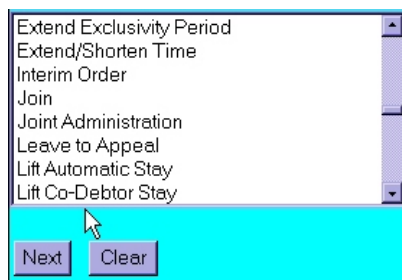 Extend Exclusivity Period
Extend/Shorten Time
Interim Order
Join
Joint Administration
Leave to Appeal
Lift Automatic Stay
Lift Co-Debtor Stay
Next Clear